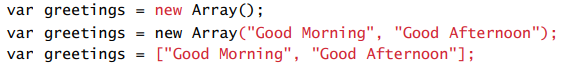 var greetings = new Array();
var greetings = new Array("Good Morning", "Good Afternoon");
var greetings = ["Good Morning", "Good Afternoon"];